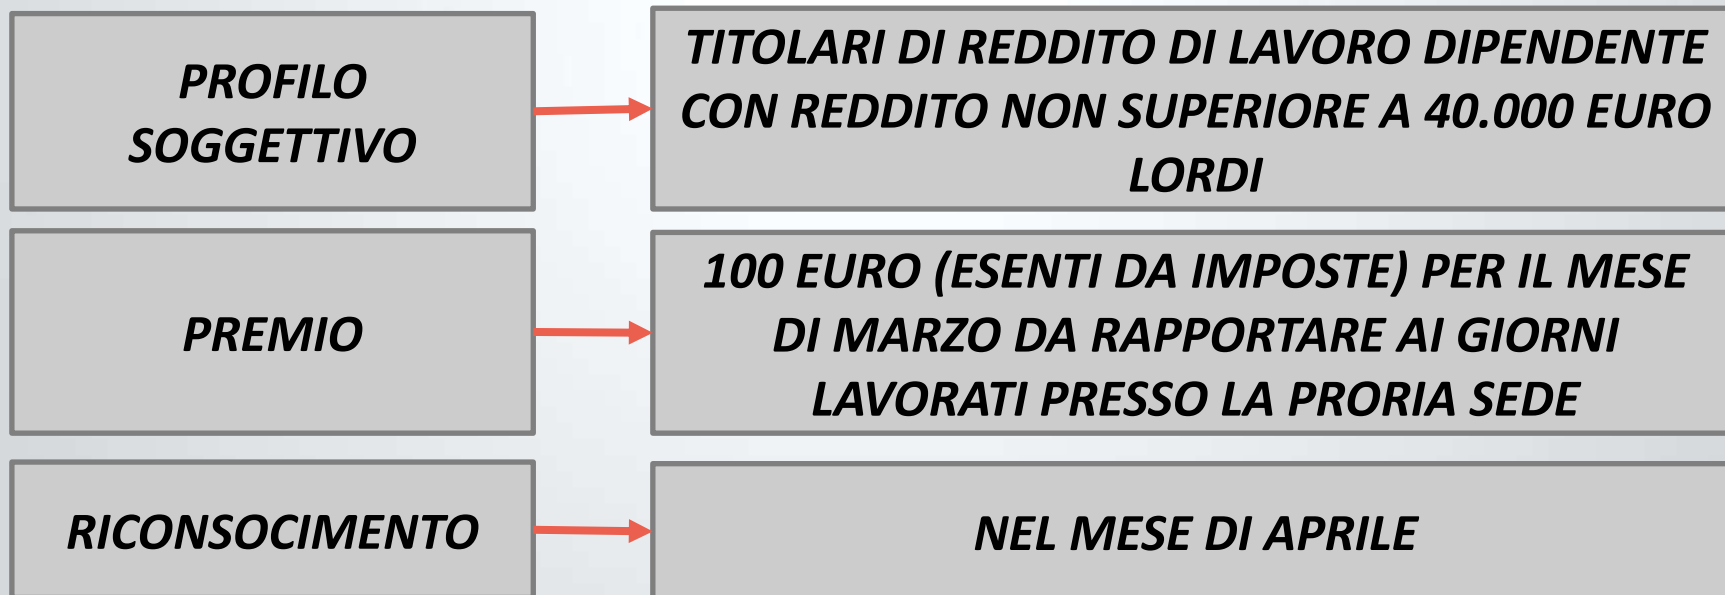 PROFILO
SOGGETTIVO
TITOLARI DI REDDITO DI LAVORO DIPENDENTE
CON REDDITO NON SUPERIORE A 40.000 EURO
LORDI
PREMIO
100 EURO (ESENTI DA IMPOSTE) PER IL MESE
DI MARZO DA RAPPORTARE AI GIORNI
LAVORATI PRESSO LA PRORIA SEDE
RICONSOCIMENTO
NEL MESE DI APRILE